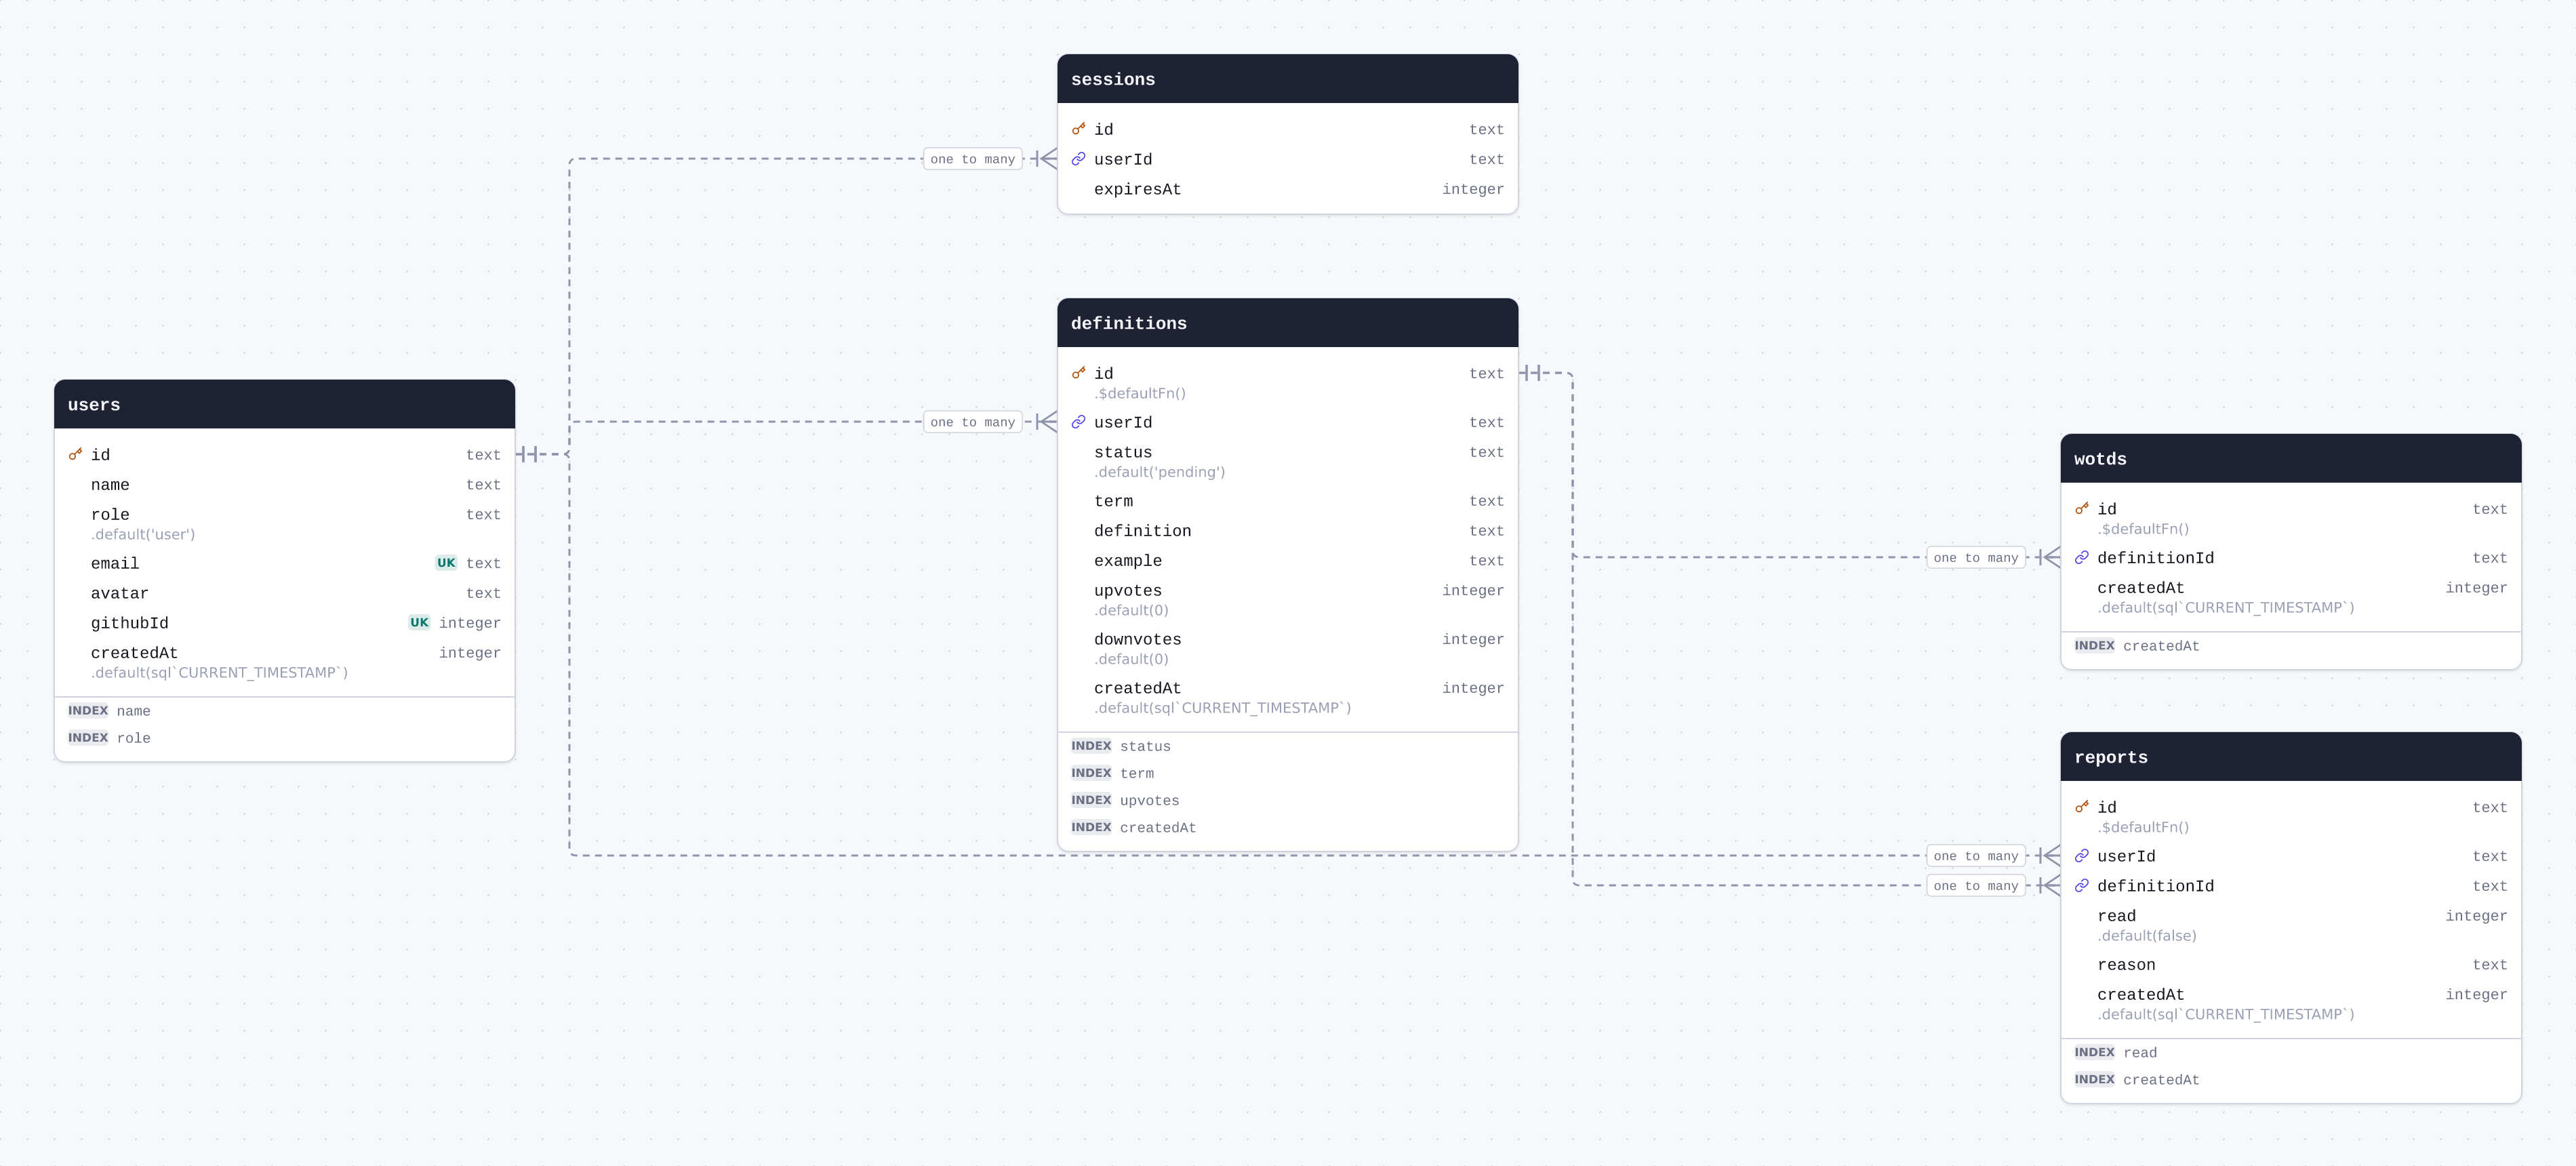 sessions
id text
userId text
expiresAt integer
one to many
definitions
id text
.$defaultFn()
userId text
status text
.default('pending')
term text
definition text
example text
upvotes integer
.default(0)
downvotes integer
.default(0)
createdAt integer
.default(sql`CURRENT_TIMESTAMP`)
INDEX status
INDEX term
INDEX upvotes
INDEX createdAt
one to many
users
id text
name text
role text
.default('user')
email UK text
avatar text
githubId UK integer
createdAt integer
.default(sql`CURRENT_TIMESTAMP`)
INDEX name
INDEX role
wotds
id text
.$defaultFn()
definitionId text
createdAt integer
.default(sql`CURRENT_TIMESTAMP`)
INDEX createdAt
one to many
reports
id text
.$defaultFn()
userId text
definitionId text
read integer
.default(false)
reason text
createdAt integer
.default(sql`CURRENT_TIMESTAMP`)
INDEX read
INDEX createdAt
one to many
one to many